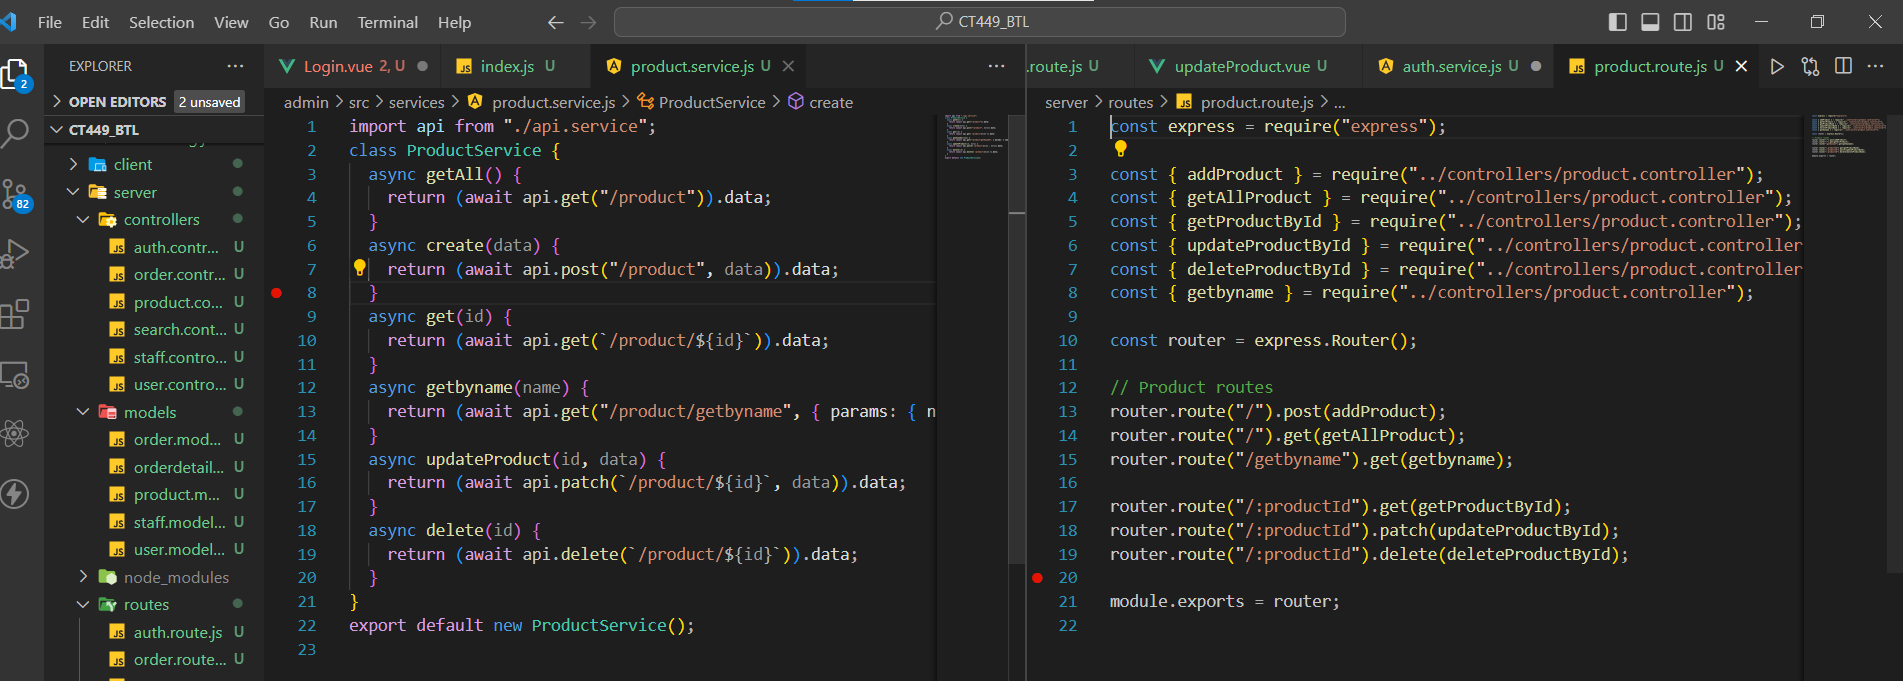 File Edit Selection View Go Run Terminal Help
CT449_BTL
EXPLORER
OPEN EDITORS 2 unsaved
CT449_BTL
client
server
controllers
auth.contr... U
order.contr... U
product.co... U
search.cont... U
staff.contro... U
user.contro... U
models
order.mod... U
orderdetail... U
product.m... U
staff.model... U
user.model... U
node_modules
routes
auth.route.js U
order.route... U
2
82
Login.vue 2, U
index.js U
product.service.js U
admin > src > services > product.service.js > ProductService > create
1 import api from "./api.service";
2 class ProductService {
3 async getAll() {
4 return (await api.get("/product")).data;
5 }
6 async create(data) {
7 return (await api.post("/product", data)).data;
8 }
9 async get(id) {
10 return (await api.get(`/product/${id}`)).data;
11 }
12 async getbyname(name) {
13 return (await api.get("/product/getbyname", { params: { n
14 }
15 async updateProduct(id, data) {
16 return (await api.patch(`/product/${id}`, data)).data;
17 }
18 async delete(id) {
19 return (await api.delete(`/product/${id}`)).data;
20 }
21 }
22 export default new ProductService();
23
.route.js U
updateProduct.vue U
auth.service.js U
product.route.js U
server > routes > product.route.js > ...
1 const express = require("express");
2
3 const { addProduct } = require("../controllers/product.controller");
4 const { getAllProduct } = require("../controllers/product.controller");
5 const { getProductById } = require("../controllers/product.controller");
6 const { updateProductById } = require("../controllers/product.controller
7 const { deleteProductById } = require("../controllers/product.controller
8 const { getbyname } = require("../controllers/product.controller");
9
10 const router = express.Router();
11
12 // Product routes
13 router.route("/").post(addProduct);
14 router.route("/").get(getAllProduct);
15 router.route("/getbyname").get(getbyname);
16
17 router.route("/:productId").get(getProductById);
18 router.route("/:productId").patch(updateProductById);
19 router.route("/:productId").delete(deleteProductById);
20
21 module.exports = router;
22